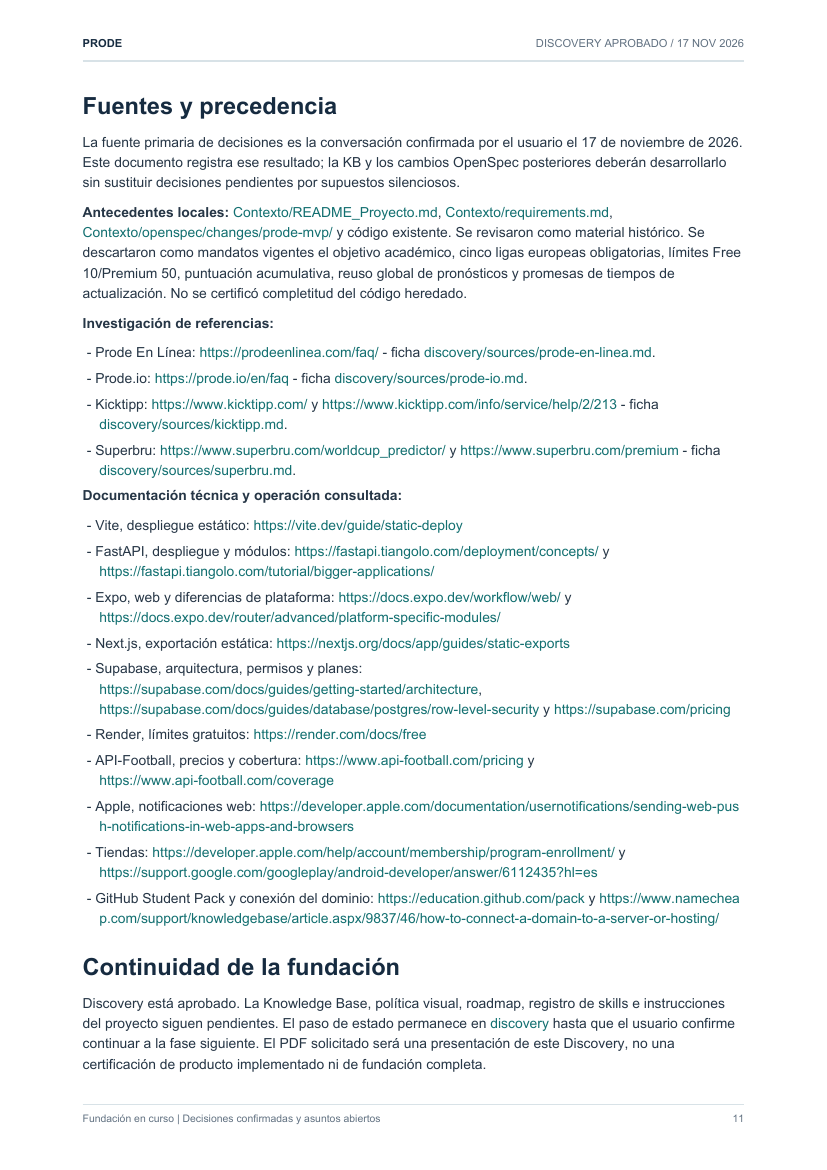 PRODE
DISCOVERY APROBADO / 17 NOV 2026
Fuentes y precedencia
La fuente primaria de decisiones es la conversación confirmada por el usuario el 17 de noviembre de 2026.
Este documento registra ese resultado; la KB y los cambios OpenSpec posteriores deberán desarrollarlo
sin sustituir decisiones pendientes por supuestos silenciosos.
Antecedentes locales: Contexto/README_Proyecto.md, Contexto/requirements.md,
Contexto/openspec/changes/prode-mvp/ y código existente. Se revisaron como material histórico. Se
descartaron como mandatos vigentes el objetivo académico, cinco ligas europeas obligatorias, límites Free
10/Premium 50, puntuación acumulativa, reuso global de pronósticos y promesas de tiempos de
actualización. No se certificó completitud del código heredado.
Investigación de referencias:
- Prode En Línea: https://prodeenlinea.com/faq/ - ficha discovery/sources/prode-en-linea.md.
- Prode.io: https://prode.io/en/faq - ficha discovery/sources/prode-io.md.
- Kicktipp: https://www.kicktipp.com/ y https://www.kicktipp.com/info/service/help/2/213 - ficha
discovery/sources/kicktipp.md.
- Superbru: https://www.superbru.com/worldcup_predictor/ y https://www.superbru.com/premium - ficha
discovery/sources/superbru.md.
Documentación técnica y operación consultada:
- Vite, despliegue estático: https://vite.dev/guide/static-deploy
- FastAPI, despliegue y módulos: https://fastapi.tiangolo.com/deployment/concepts/ y
https://fastapi.tiangolo.com/tutorial/bigger-applications/
- Expo, web y diferencias de plataforma: https://docs.expo.dev/workflow/web/ y
https://docs.expo.dev/router/advanced/platform-specific-modules/
- Next.js, exportación estática: https://nextjs.org/docs/app/guides/static-exports
- Supabase, arquitectura, permisos y planes:
https://supabase.com/docs/guides/getting-started/architecture,
https://supabase.com/docs/guides/database/postgres/row-level-security y https://supabase.com/pricing
- Render, límites gratuitos: https://render.com/docs/free
- API-Football, precios y cobertura: https://www.api-football.com/pricing y
https://www.api-football.com/coverage
- Apple, notificaciones web: https://developer.apple.com/documentation/usernotifications/sending-web-pus
h-notifications-in-web-apps-and-browsers
- Tiendas: https://developer.apple.com/help/account/membership/program-enrollment/ y
https://support.google.com/googleplay/android-developer/answer/6112435?hl=es
- GitHub Student Pack y conexión del dominio: https://education.github.com/pack y https://www.namechea
p.com/support/knowledgebase/article.aspx/9837/46/how-to-connect-a-domain-to-a-server-or-hosting/
Continuidad de la fundación
Discovery está aprobado. La Knowledge Base, política visual, roadmap, registro de skills e instrucciones
del proyecto siguen pendientes. El paso de estado permanece en discovery hasta que el usuario confirme
continuar a la fase siguiente. El PDF solicitado será una presentación de este Discovery, no una
certificación de producto implementado ni de fundación completa.
Fundación en curso | Decisiones confirmadas y asuntos abiertos
11